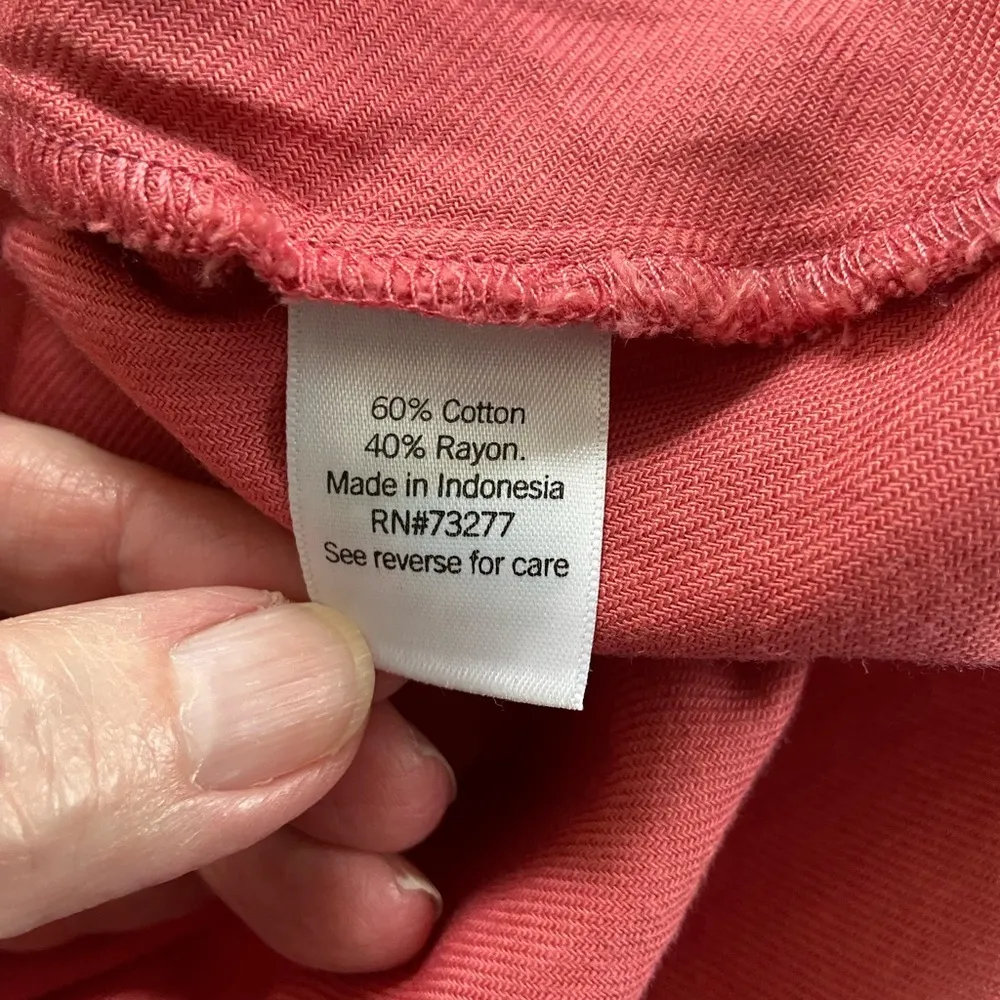 60% Cotton
40% Rayon.
Made in Indonesia
RN#73277
See reverse for care